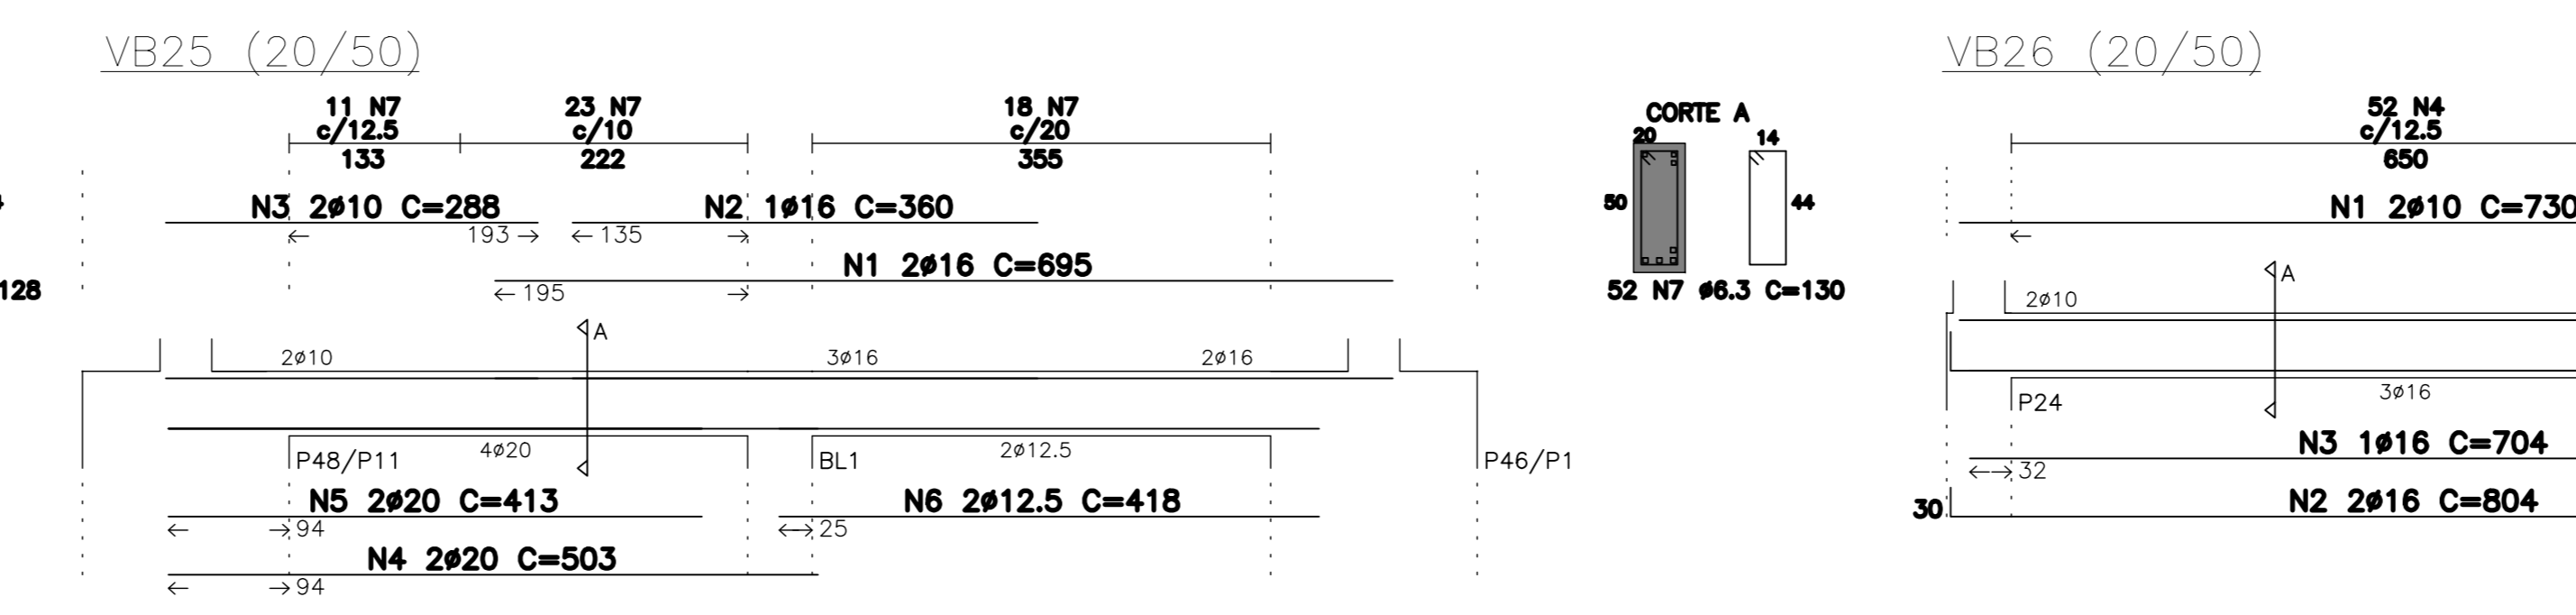 VB25 (20/50)
11 N7
c/12.5
133
23 N7
c/10
222
18 N7
c/20
355
N3 2ø10 C=288
193
N2 1ø16 C=360
135
N1 2ø16 C=695
195
128
A
2ø10
3ø16
2ø16
4ø20
2ø12.5
P48/P11
BL1
P46/P1
N5 2ø20 C=413
94
N6 2ø12.5 C=418
25
N4 2ø20 C=503
94
CORTE A
20
50
14
44
52 N7 ø6.3 C=130
VB26 (20/50)
52 N4
c/12.5
650
N1 2ø10 C=730
A
2ø10
3ø16
P24
N3 1ø16 C=704
32
N2 2ø16 C=804
30